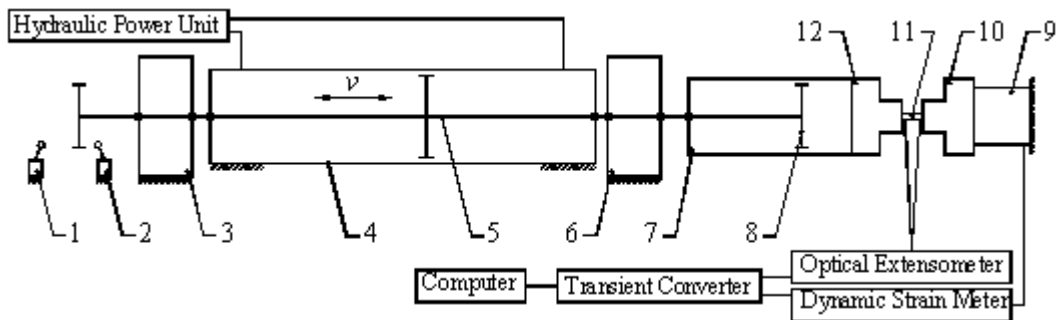 Hydraulic Power Unit
12
11
10
9
v
1
2
3
4
5
6
7
8
Optical Extensometer
Computer
Transient Converter
Dynamic Strain Meter